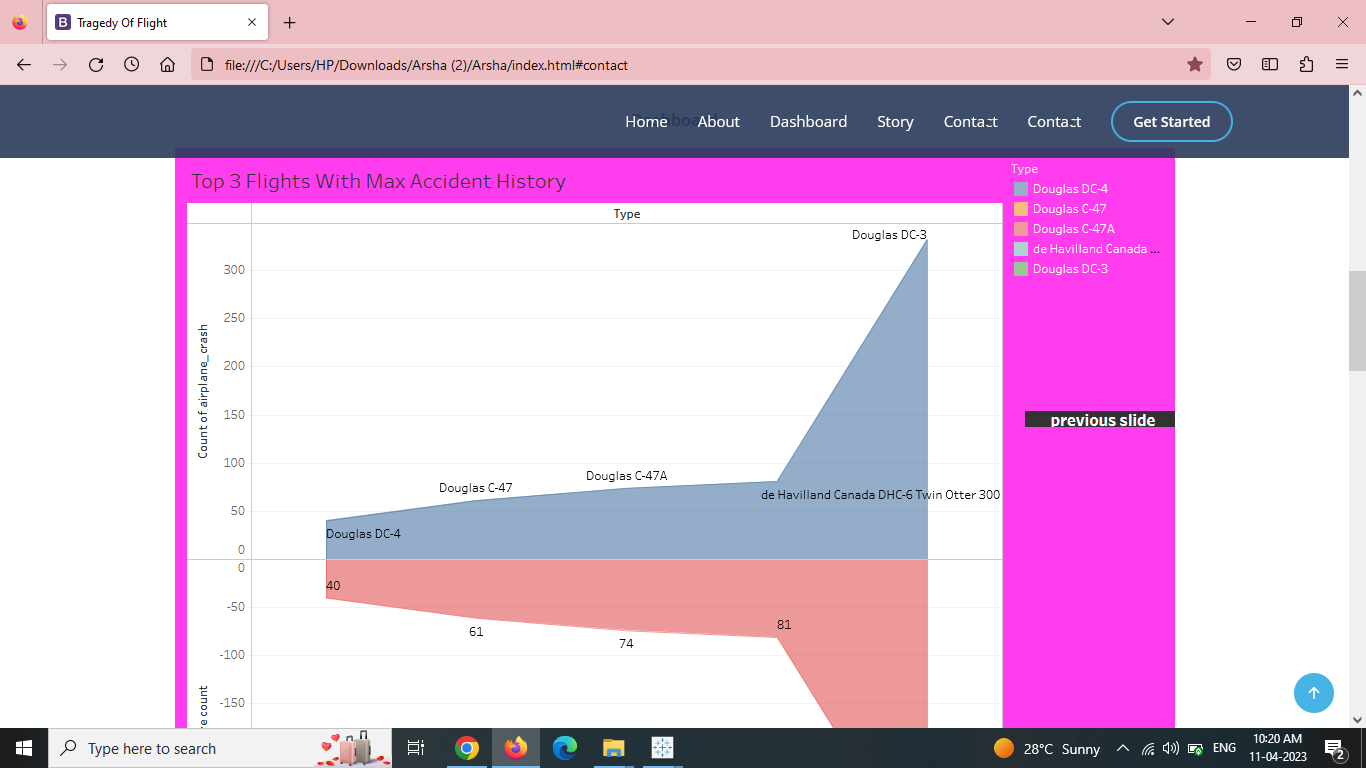 Tragedy Of Flight
file:///C:/Users/HP/Downloads/Arsha (2)/Arsha/index.html#contact
Home About Dashboard Story Contact Contact Get Started
Top 3 Flights With Max Accident History
Type
Type
Douglas DC-4
Douglas C-47
Douglas C-47A
de Havilland Canada ...
Douglas DC-3
Count of airplane_crash
300
250
200
150
100
50
0
Douglas DC-3
Douglas C-47A
Douglas C-47
de Havilland Canada DHC-6 Twin Otter 300
Douglas DC-4
previous slide
0
-50
-100
-150
40
61
74
81
count
Type here to search
28°C Sunny
ENG
10:20 AM
11-04-2023
2